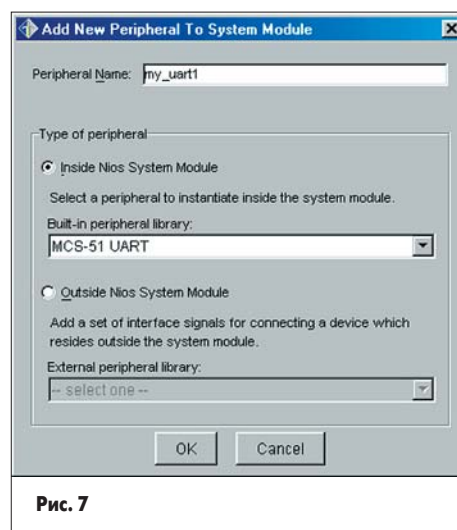 Add New Peripheral To System Module
Peripheral Name: my_uart1
Type of peripheral
Inside Nios System Module
Select a peripheral to instantiate inside the system module.
Built-in peripheral library:
MCS-51 UART
Outside Nios System Module
Add a set of interface signals for connecting a device which
resides outside the system module.
External peripheral library:
-- select one --
OK Cancel
Рис. 7